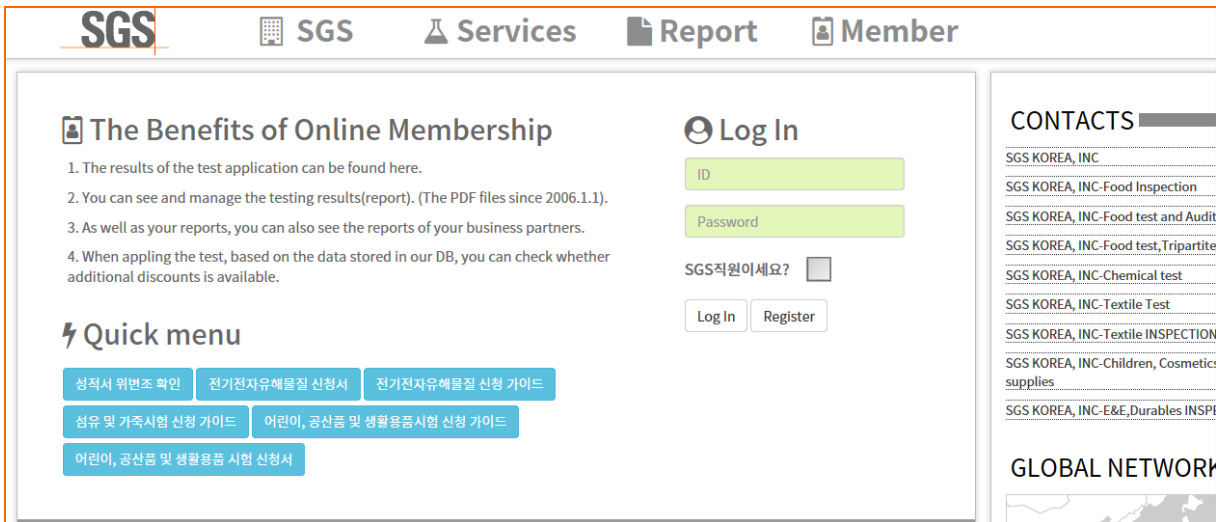 SGS
SGS
Services
Report
Member
The Benefits of Online Membership
1. The results of the test application can be found here.
2. You can see and manage the testing results(report). (The PDF files since 2006.1.1).
3. As well as your reports, you can also see the reports of your business partners.
4. When appling the test, based on the data stored in our DB, you can check whether
additional discounts is available.
Quick menu
성적서 위변조 확인
전기전자유해물질 신청서
전기전자유해물질 신청 가이드
섬유 및 가죽시험 신청 가이드
어린이, 공산품 및 생활용품시험 신청 가이드
어린이, 공산품 및 생활용품 시험 신청서
Log In
ID
Password
SGS직원이세요?
Log In
Register
CONTACTS
SGS KOREA, INC
SGS KOREA, INC-Food Inspection
SGS KOREA, INC-Food test and Audit
SGS KOREA, INC-Food test,Tripartite
SGS KOREA, INC-Chemical test
SGS KOREA, INC-Textile Test
SGS KOREA, INC-Textile INSPECTION
SGS KOREA, INC-Children, Cosmetics
supplies
SGS KOREA, INC-E&E,Durables INSPE
GLOBAL NETWORK